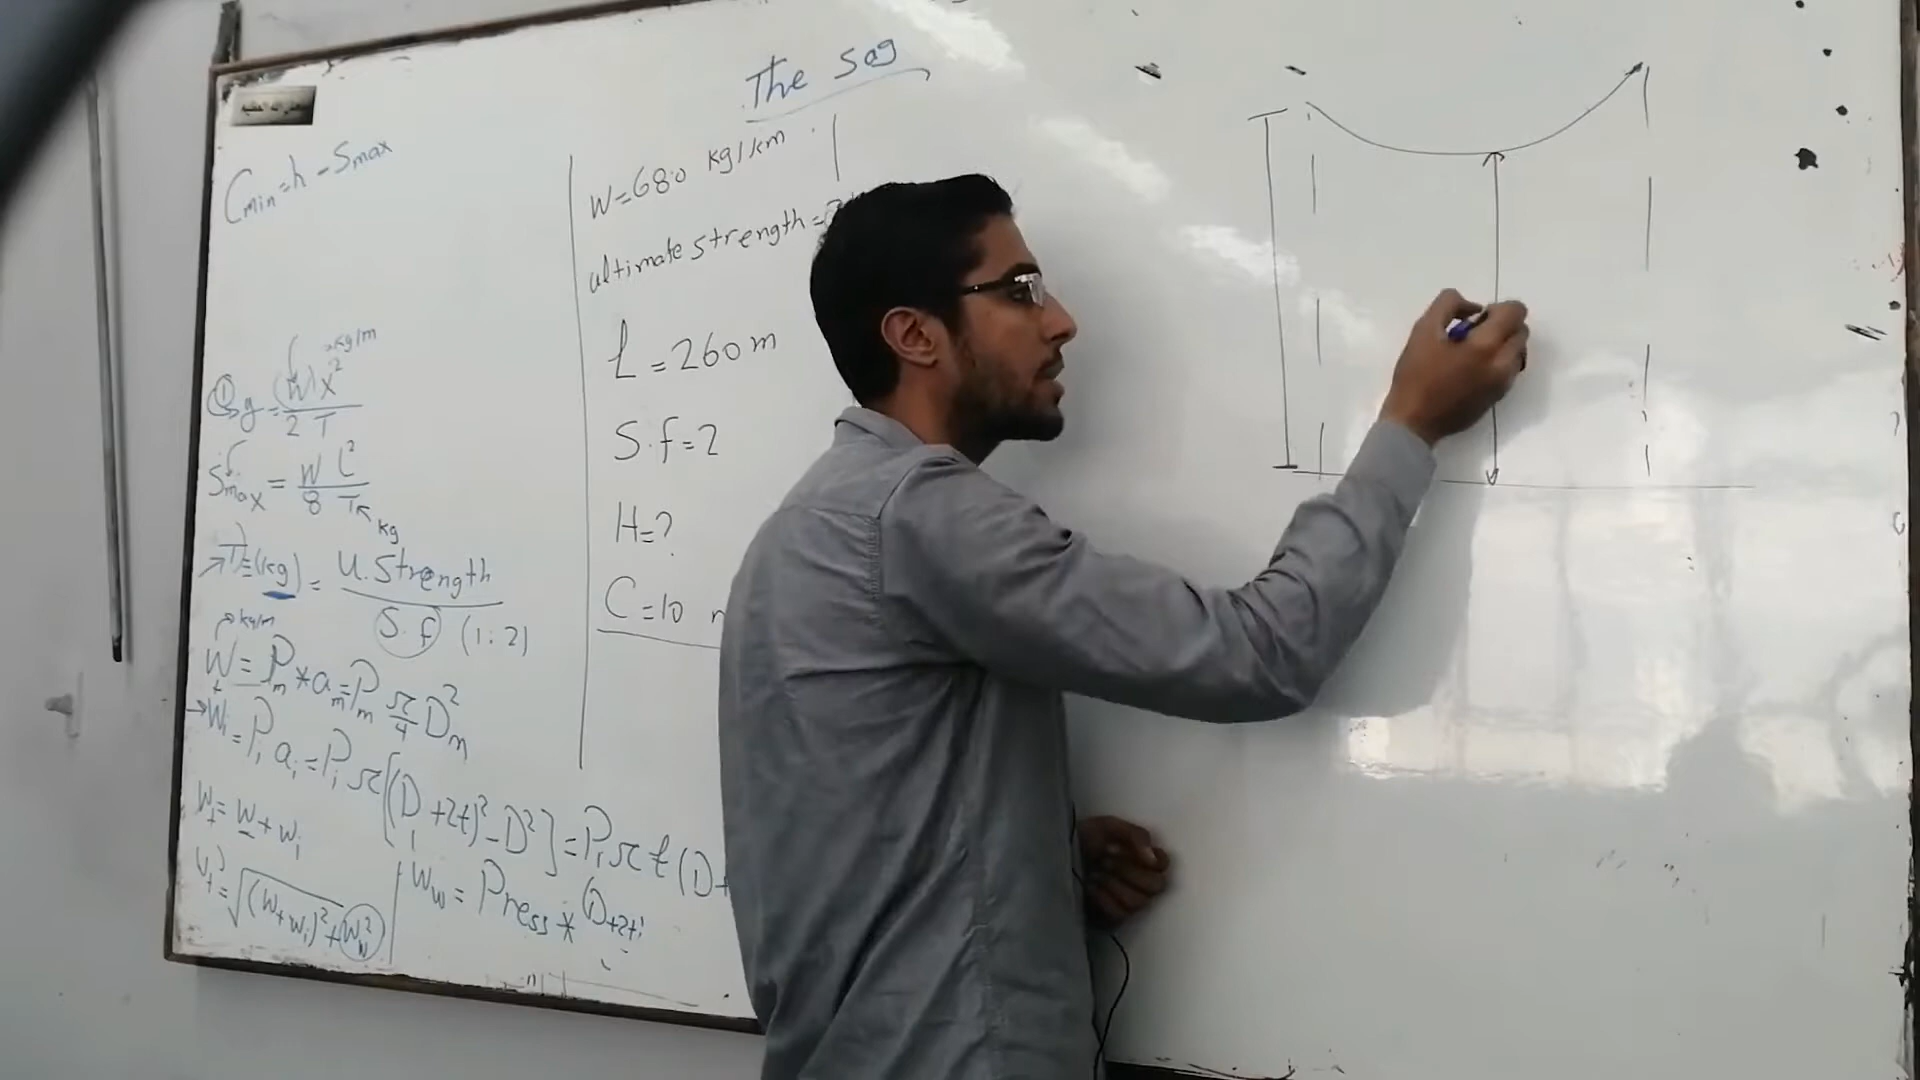 The sag
Cmin = h - Smax
① y = (w) x² / 2 T
→ kg/m
Smax = W L² / 8 T
kg
→ T ≡ (kg) = U. Strength / S.f (1:2)
kg/m
W = Pm * am = Pm π/4 Dm²
→ Wi = Pi ai = Pi π [(D + 2t)² - D²] = Pi π t (D +
Wt = w + wi
Wt = √(w + wi)² + Ww²
Ww = Press * (D + 2t
W = 680 kg/km
ultimate strength =
L = 260 m
S.f = 2
H = ?
C = 10